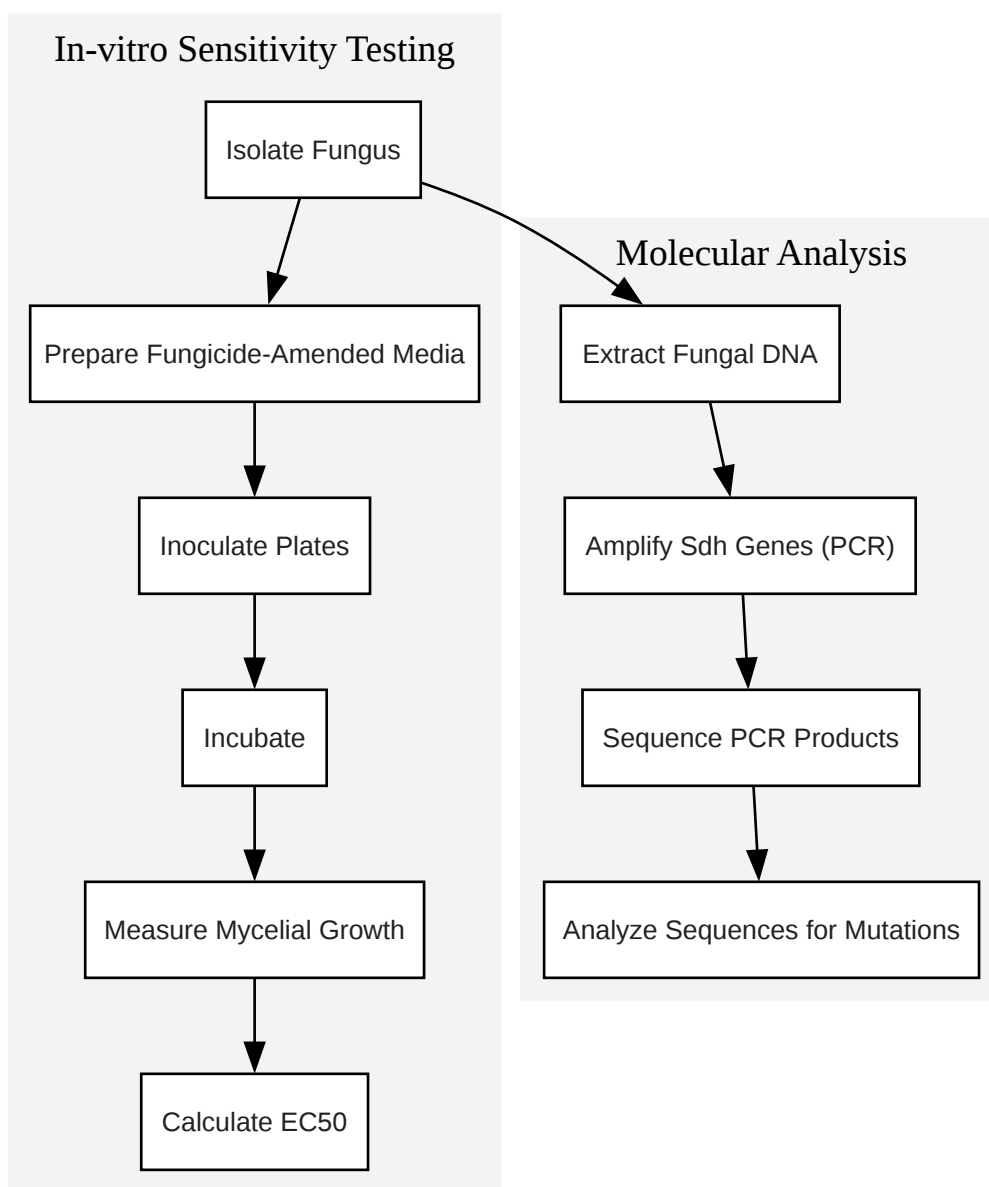 In-vitro Sensitivity Testing
Isolate Fungus
Prepare Fungicide-Amended Media
Inoculate Plates
Incubate
Measure Mycelial Growth
Calculate EC50
Molecular Analysis
Extract Fungal DNA
Amplify Sdh Genes (PCR)
Sequence PCR Products
Analyze Sequences for Mutations